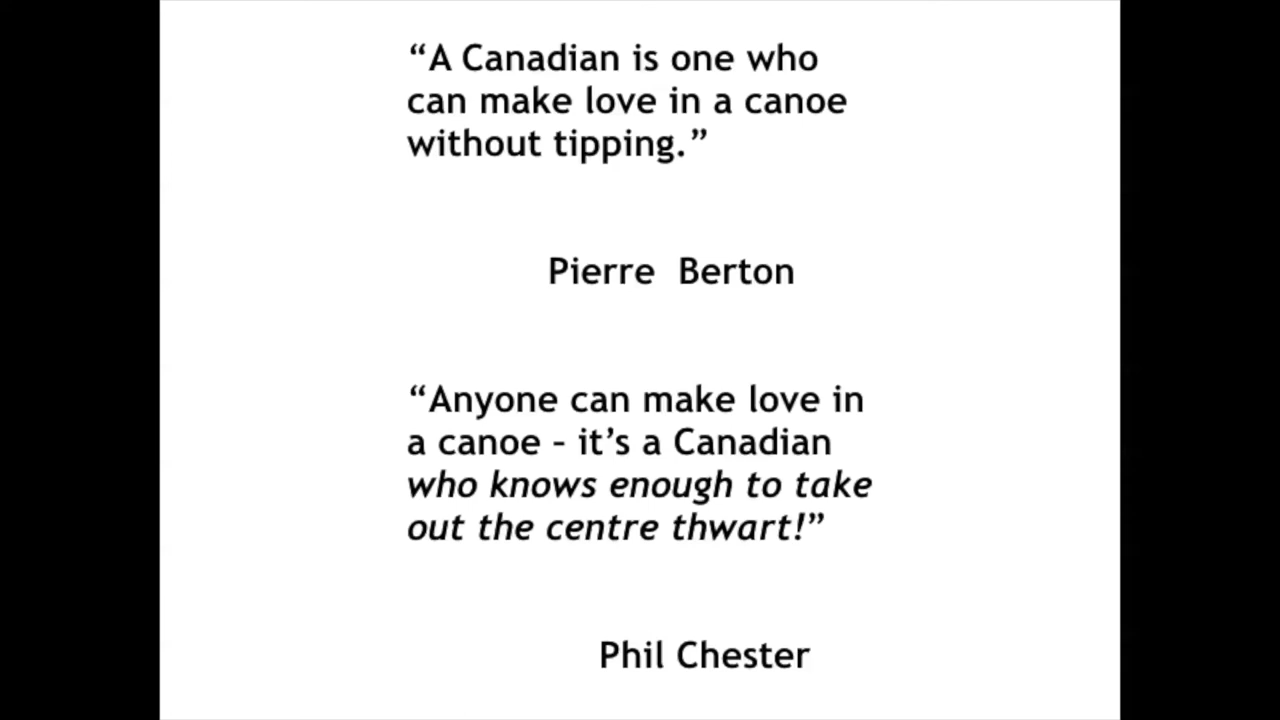 “A Canadian is one who
can make love in a canoe
without tipping.”
Pierre  Berton
“Anyone can make love in
a canoe – it’s a Canadian
who knows enough to take
out the centre thwart!”
Phil Chester